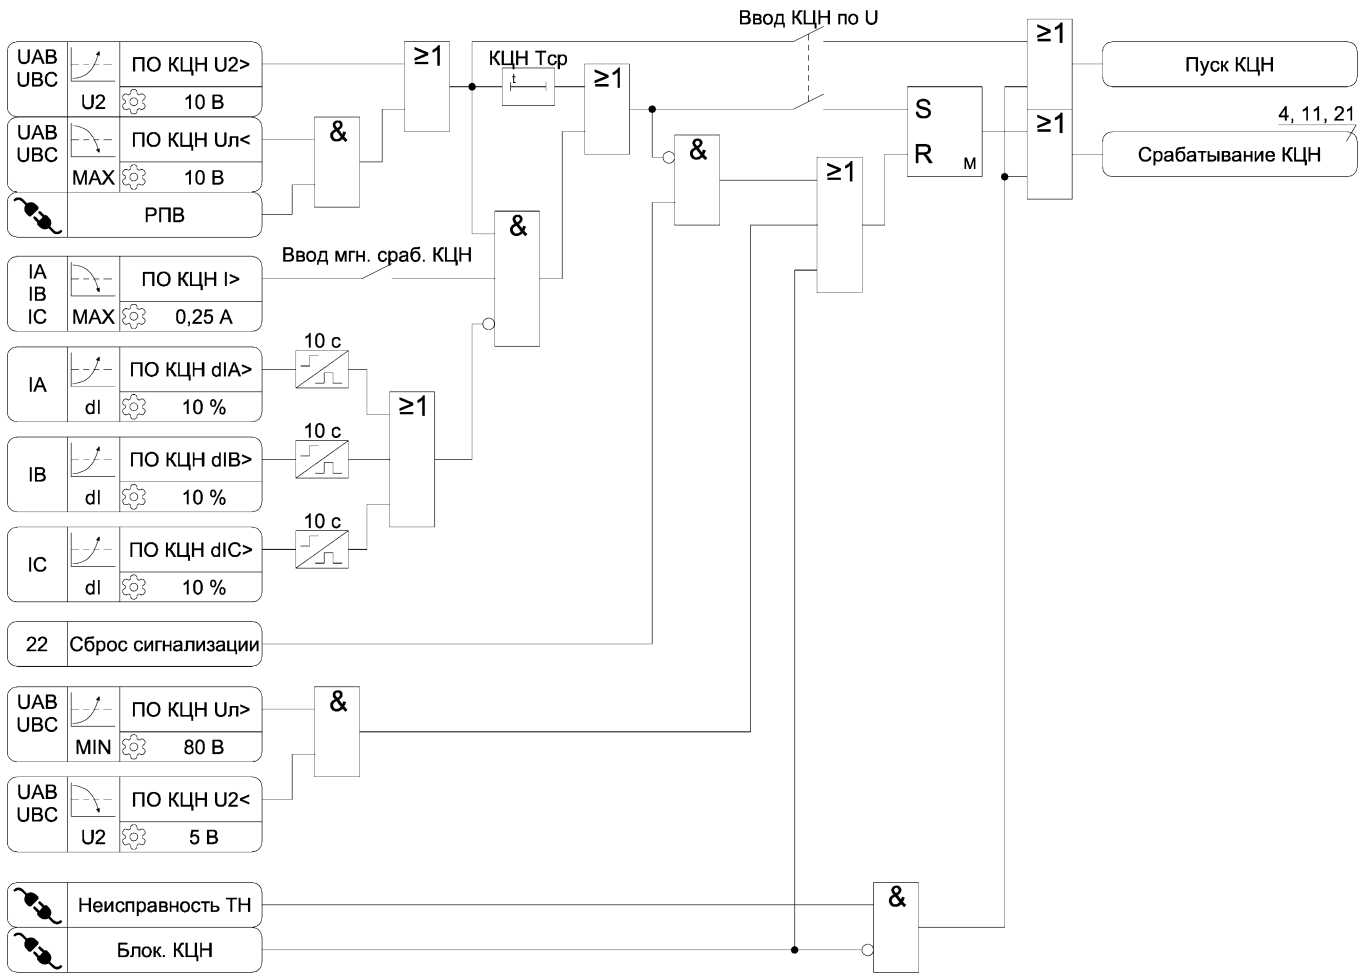 Ввод КЦН по U
UAB
UBC
ПО КЦН U2>
U2
10 В
≥1
КЦН Тср
t
≥1
≥1
Пуск КЦН
UAB
UBC
ПО КЦН Uл<
MAX
10 В
&
РПВ
&
S
R
м
≥1
4, 11, 21
Срабатывание КЦН
≥1
&
Ввод мгн. сраб. КЦН
IA
IB
IC
ПО КЦН I>
MAX
0,25 А
10 с
IA
ПО КЦН dIA>
dI
10 %
≥1
10 с
IB
ПО КЦН dIB>
dI
10 %
10 с
IC
ПО КЦН dIC>
dI
10 %
22
Сброс сигнализации
UAB
UBC
ПО КЦН Uл>
MIN
80 В
&
UAB
UBC
ПО КЦН U2<
U2
5 В
Неисправность ТН
&
Блок. КЦН